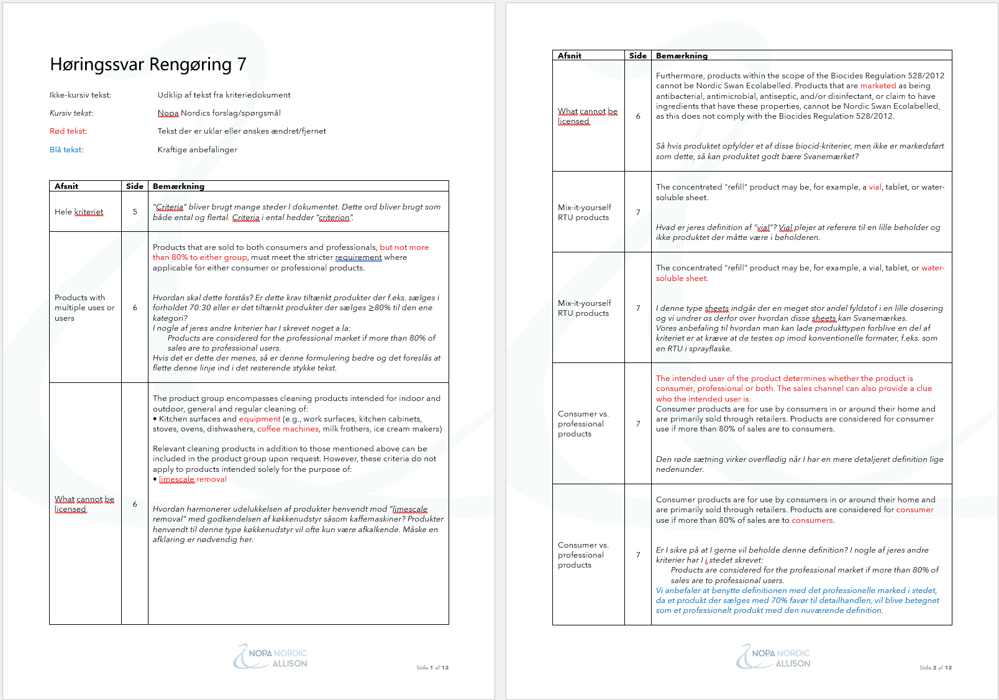 Høringssvar Rengøring 7
Ikke-kursiv tekst: Udklip af tekst fra kriteriedokument
Kursiv tekst: Nopa Nordics forslag/spørgsmål
Rød tekst: Tekst der er uklar eller ønskes ændret/fjernet
Blå tekst: Kraftige anbefalinger
Afsnit Side Bemærkning
Hele kriteriet 5
“Criteria” bliver brugt mange steder I dokumentet. Dette ord bliver brugt som
både ental og flertal. Criteria i ental hedder “criterion”.
Products with
multiple uses or
users
6
Products that are sold to both consumers and professionals, but not more
than 80% to either group, must meet the stricter requirement where
applicable for either consumer or professional products.
Hvordan skal dette forstås? Er dette krav tiltænkt produkter der f.eks. sælges i
forholdet 70:30 eller er det tiltænkt produkter der sælges ≥80% til den ene
kategori?
I nogle af jeres andre kriterier har I skrevet noget a la:
Products are considered for the professional market if more than 80% of
sales are to professional users.
Hvis det er dette der menes, så er denne formulering bedre og det foreslås at
flette denne linje ind i det resterende stykke tekst.
What cannot be
licensed
6
The product group encompasses cleaning products intended for indoor and
outdoor, general and regular cleaning of:
• Kitchen surfaces and equipment (e.g., work surfaces, kitchen cabinets,
stoves, ovens, dishwashers, coffee machines, milk frothers, ice cream makers)
Relevant cleaning products in addition to those mentioned above can be
included in the product group upon request. However, these criteria do not
apply to products intended solely for the purpose of:
• limescale removal
Hvordan harmonerer udelukkelsen af produkter henvendt mod “limescale
removal” med godkendelsen af køkkenudstyr såsom kaffemaskiner? Produkter
henvendt til denne type køkkenudstyr vil ofte kun være afkalkende. Måske en
afklaring er nødvendig her.
NOPA NORDIC
ALLISON
Side 1 af 12
Afsnit Side Bemærkning
What cannot be
licensed
6
Furthermore, products within the scope of the Biocides Regulation 528/2012
cannot be Nordic Swan Ecolabelled. Products that are marketed as being
antibacterial, antimicrobial, antiseptic, and/or disinfectant, or claim to have
ingredients that have these properties, cannot be Nordic Swan Ecolabelled,
as this does not comply with the Biocides Regulation 528/2012.
Så hvis produktet opfylder et af disse biocid-kriterier, men ikke er markedsført
som dette, så kan produktet godt bære Svanemærket?
Mix-it-yourself
RTU products
7
The concentrated "refill" product may be, for example, a vial, tablet, or water-
soluble sheet.
Hvad er jeres definition af “vial”? Vial plejer at referere til en lille beholder og
ikke produktet der måtte være i beholderen.
Mix-it-yourself
RTU products
7
The concentrated "refill" product may be, for example, a vial, tablet, or water-
soluble sheet.
I denne type sheets indgår der en meget stor andel fyldstof i en lille dosering
og vi undrer os derfor over hvordan disse sheets kan Svanemærkes.
Vores anbefaling til hvordan man kan lade produkttypen forblive en del af
kriteriet er at kræve at de testes op imod konventionelle formater, f.eks. som
en RTU i sprayflaske.
Consumer vs.
professional
products
7
The intended user of the product determines whether the product is
consumer, professional or both. The sales channel can also provide a clue
who the intended user is.
Consumer products are for use by consumers in or around their home and
are primarily sold through retailers. Products are considered for consumer
use if more than 80% of sales are to consumers.
Den røde sætning virker overflødig når I har en mere detaljeret definition lige
nedenunder.
Consumer vs.
professional
products
7
Consumer products are for use by consumers in or around their home and
are primarily sold through retailers. Products are considered for consumer
use if more than 80% of sales are to consumers.
Er I sikre på at I gerne vil beholde denne definition? I nogle af jeres andre
kriterier har I i stedet skrevet:
Products are considered for the professional market if more than 80% of
sales are to professional users.
Vi anbefaler at benytte definitionen med det professionelle marked i stedet,
da et produkt der sælges med 70% favør til detailhandlen, vil blive betegnet
som et professionelt produkt med den nuværende definition.
NOPA NORDIC
ALLISON
Side 2 af 12